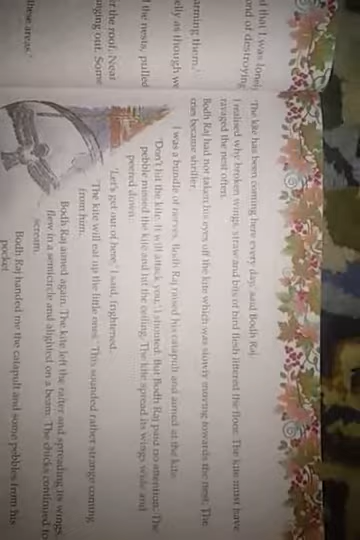 d that I was lonely
ond of destroying
arming them.'
elly as though we
l the nests, pulled
r the roof. Near
anging out. Some
these areas.'
'The kite has been coming here every day,' said Bodh Raj.
I realised why broken wings, straw and bits of bird flesh littered the floor. The kite must have
ravaged the nest often.
Bodh Raj had not taken his eyes off the kite which was slowly moving towards the nest. The
cries became shriller.
I was a bundle of nerves. Bodh Raj raised his catapult and aimed at the kite.
'Don't hit the kite. It will attack you,' I shouted. But Bodh Raj paid no attention. The
pebble missed the kite and hit the ceiling. The kite spread its wings wide and
peered down.
'Let's get out of here,' I said, frightened.
'The kite will eat up the little ones.' This sounded rather strange coming
from him.
Bodh Raj aimed again. The kite left the rafter and spreading its wings,
flew in a semicircle and alighted on a beam. The chicks continued to
scream.
Bodh Raj handed me the catapult and some pebbles from his
pocket